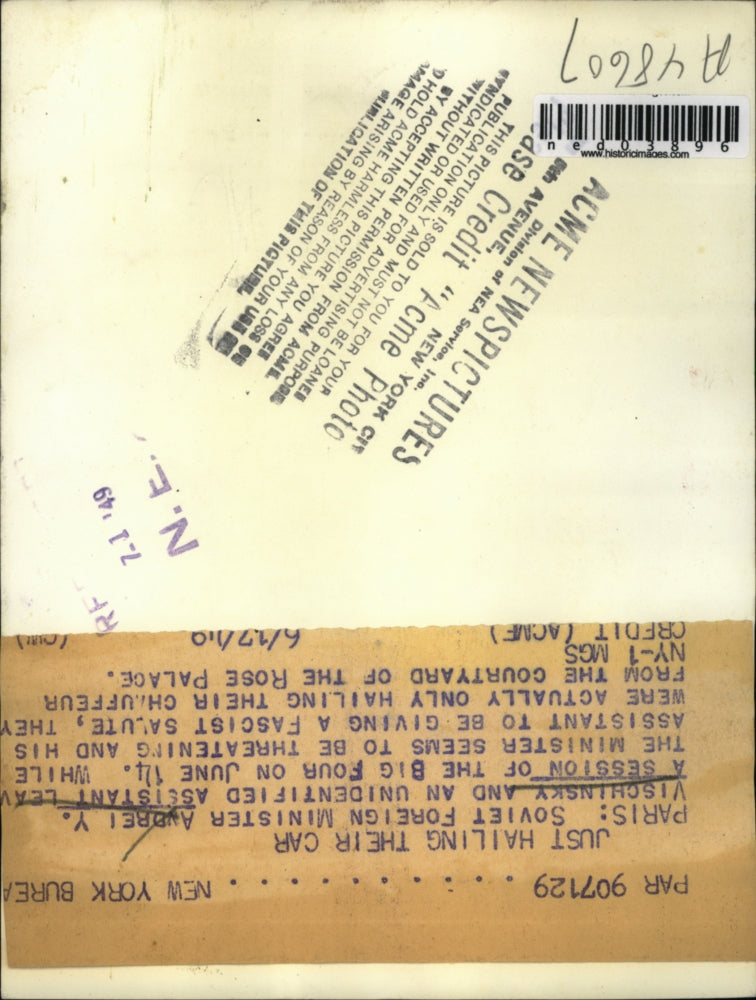 A48607
ned03896
www.historicimages.com
ACME NEWSPICTURES
Division of NEA Service, Inc.
AVENUE, NEW YORK
Credit "Acme Photo
THIS PICTURE IS SOLD TO YOU FOR YOUR
PUBLICATION ONLY AND MUST NOT BE LOANED
SYNDICATED OR USED FOR ADVERTISING PURPOSE
WITHOUT WRITTEN PERMISSION FROM ACME.
BY ACCEPTING THIS PICTURE YOU AGREE
TO HOLD ACME HARMLESS FROM ANY LOSS OR
DAMAGE ARISING BY REASON OF YOUR USE OR
PUBLICATION OF THIS PICTURE.
N.E.
7-1 '49
REF
PAR 907129 . . . . . . . . . . . . NEW YORK BUREA
JUST HAILING THEIR CAR
PARIS: SOVIET FOREIGN MINISTER ANDREI Y.
VISCHINSKY AND AN UNIDENTIFIED ASSISTANT LEAV
A SESSION OF THE BIG FOUR ON JUNE 14. WHILE
THE MINISTER SEEMS TO BE THREATENING AND HIS
ASSISTANT TO BE GIVING A FASCIST SALUTE, THEY
WERE ACTUALLY ONLY HAILING THEIR CHAUFFEUR
FROM THE COURTYARD OF THE ROSE PALACE.
NY-1 MGS
CREDIT (ACME) 6/17/49 (CW)